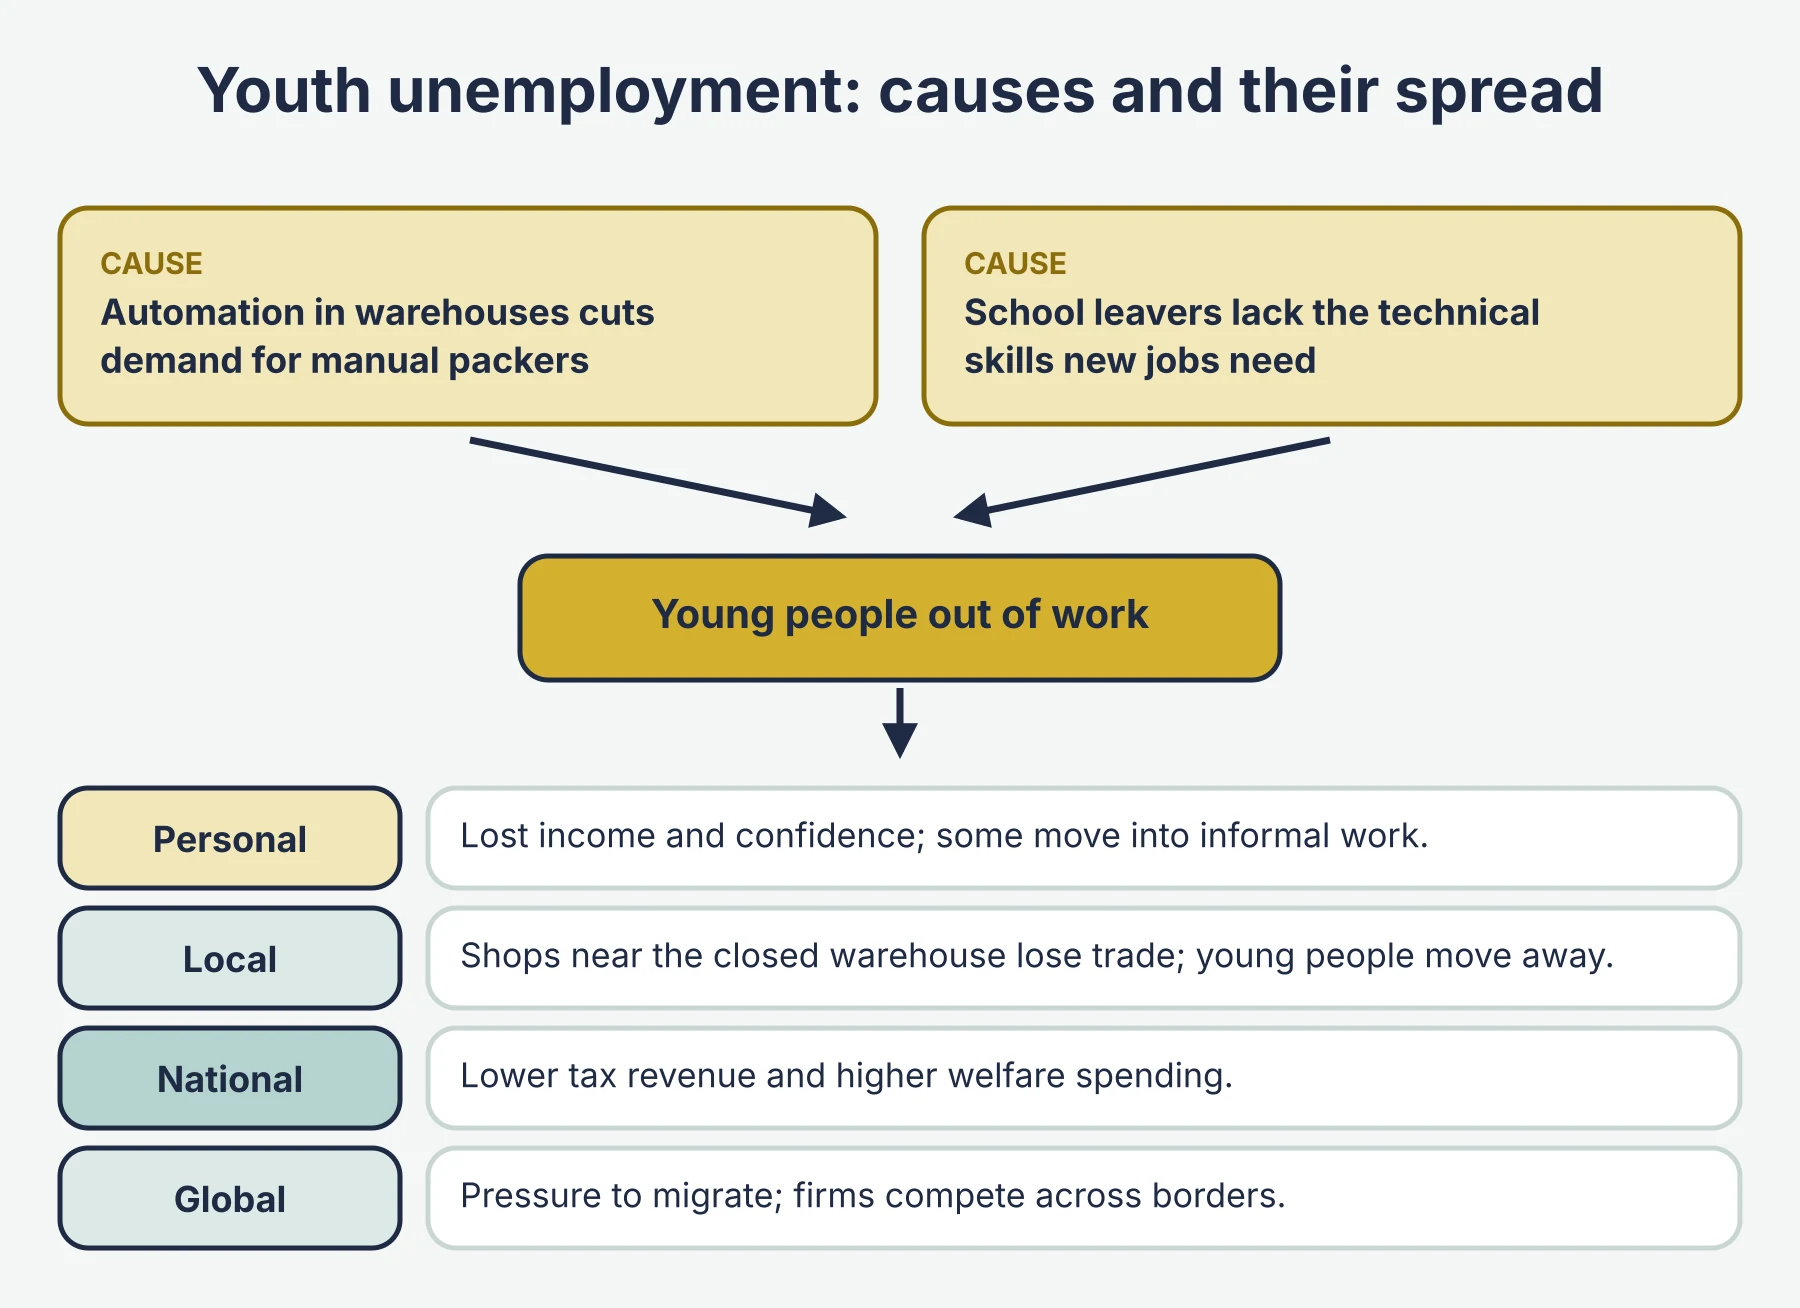 Youth unemployment: causes and their spread
CAUSE
Automation in warehouses cuts
demand for manual packers
CAUSE
School leavers lack the technical
skills new jobs need
Young people out of work
Personal
Lost income and confidence; some move into informal work.
Local
Shops near the closed warehouse lose trade; young people move away.
National
Lower tax revenue and higher welfare spending.
Global
Pressure to migrate; firms compete across borders.